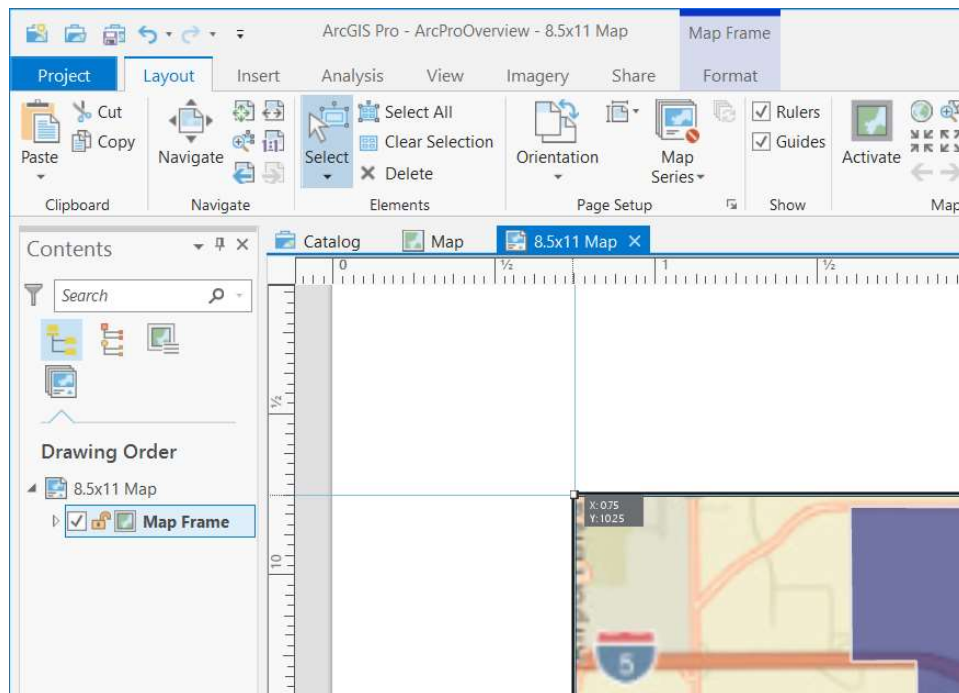 ArcGIS Pro - ArcProOverview - 8.5x11 Map
Map Frame
Project Layout Insert Analysis View Imagery Share Format
Paste
Cut
Copy
Clipboard
Navigate
1:1
Navigate
Select
Select All
Clear Selection
Delete
Elements
Orientation
Map
Series
Page Setup
Rulers
Guides
Show
Activate
Map
Contents
Search
Drawing Order
8.5x11 Map
Map Frame
Catalog Map 8.5x11 Map
0 ½ 1 ½
½
10
X: 0.75
Y: 10.25
5